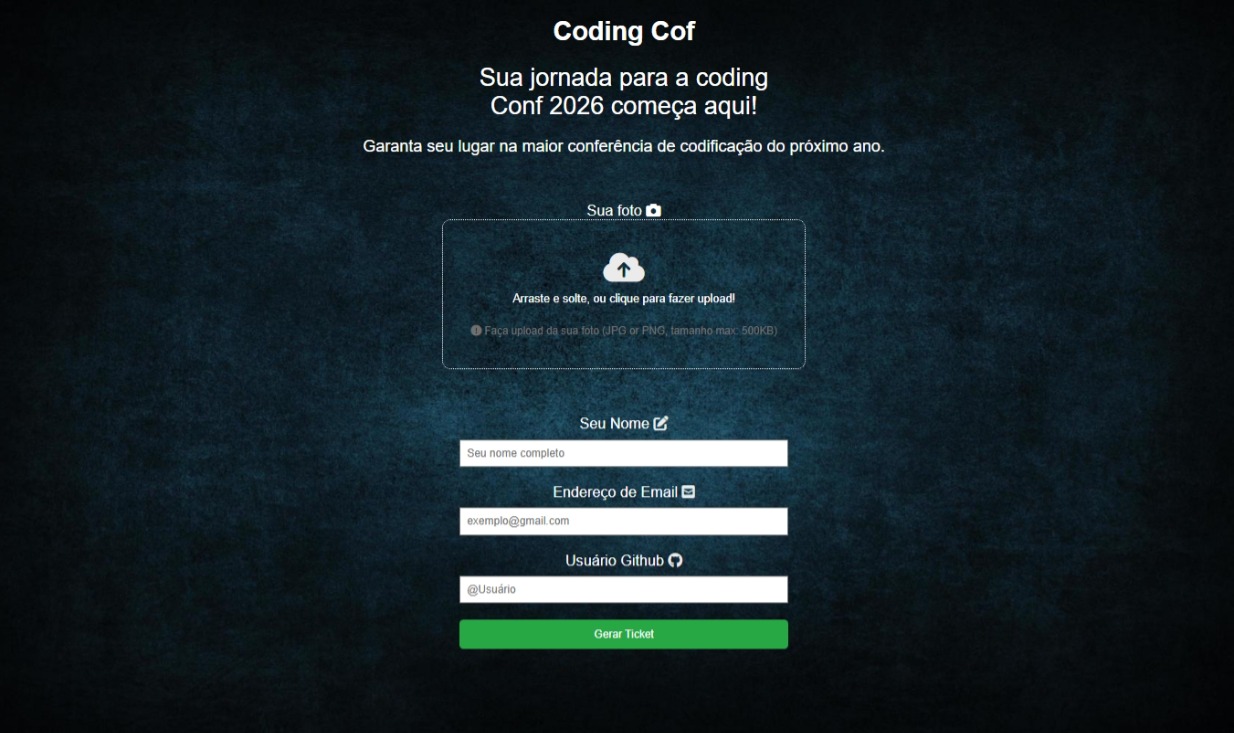 Coding Cof
Sua jornada para a coding
Conf 2026 começa aqui!
Garanta seu lugar na maior conferência de codificação do próximo ano.
Sua foto
Arraste e solte, ou clique para fazer upload!
Faça upload da sua foto (JPG or PNG, tamanho max: 500KB)
Seu Nome
Seu nome completo
Endereço de Email
exemplo@gmail.com
Usuário Github
@Usuário
Gerar Ticket